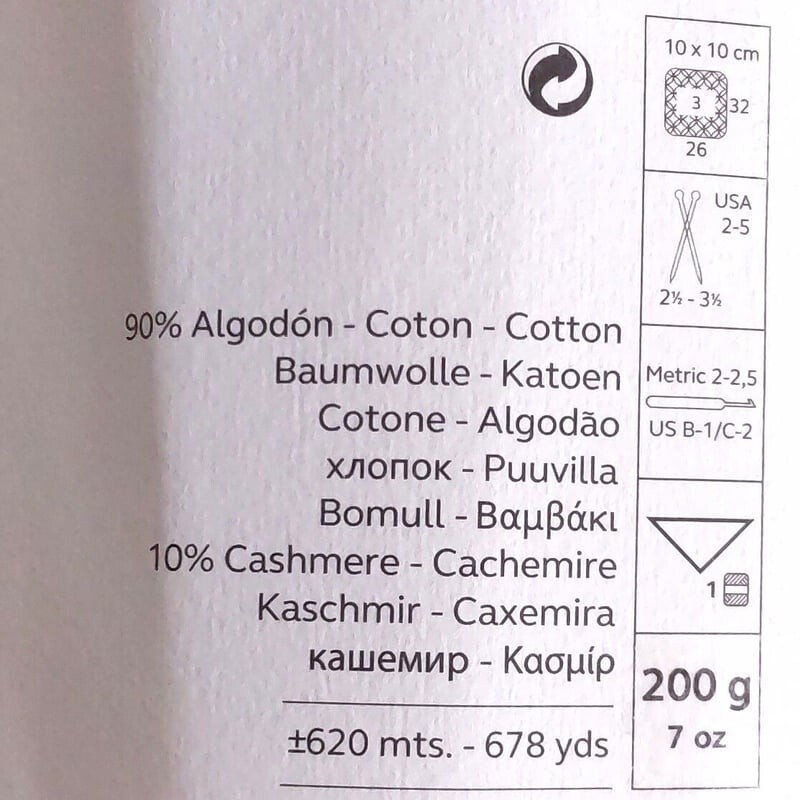 10 x 10 cm
3
32
26
USA
2-5
2½ - 3½
Metric 2-2,5
US B-1/C-2
1
200 g
7 oz
90% Algodón - Coton - Cotton
Baumwolle - Katoen
Cotone - Algodão
хлопок - Puuvilla
Bomull - Βαμβάκι
10% Cashmere - Cachemire
Kaschmir - Caxemira
кашемир - Κασμίρ
±620 mts. - 678 yds